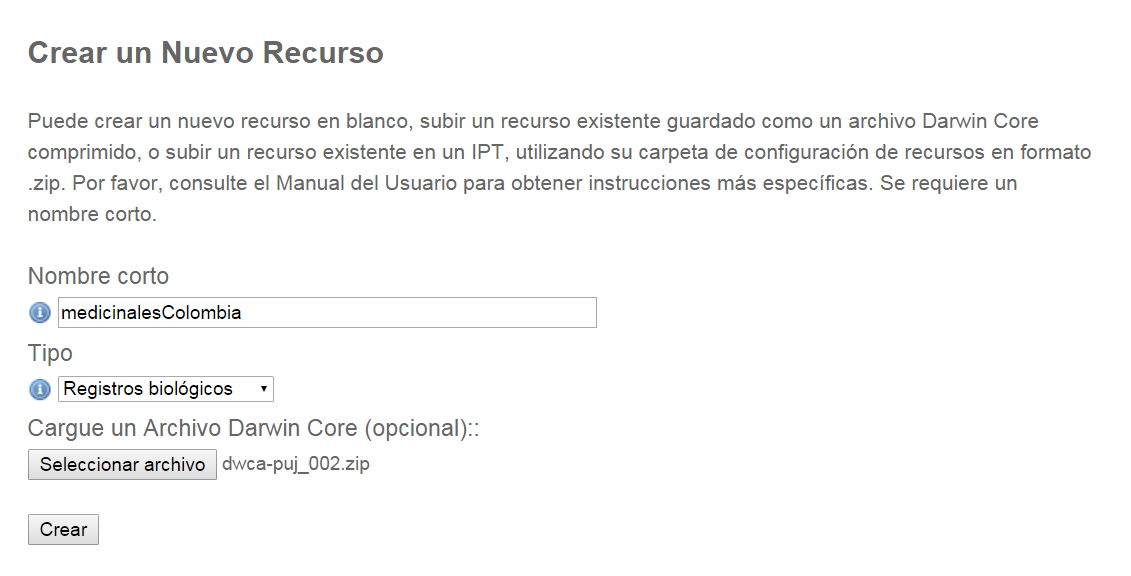 Crear un Nuevo Recurso
Puede crear un nuevo recurso en blanco, subir un recurso existente guardado como un archivo Darwin Core
comprimido, o subir un recurso existente en un IPT, utilizando su carpeta de configuración de recursos en formato
.zip. Por favor, consulte el Manual del Usuario para obtener instrucciones más específicas. Se requiere un
nombre corto.
Nombre corto
medicinalesColombia
Tipo
Registros biológicos
Cargue un Archivo Darwin Core (opcional)::
Seleccionar archivo dwca-puj_002.zip
Crear